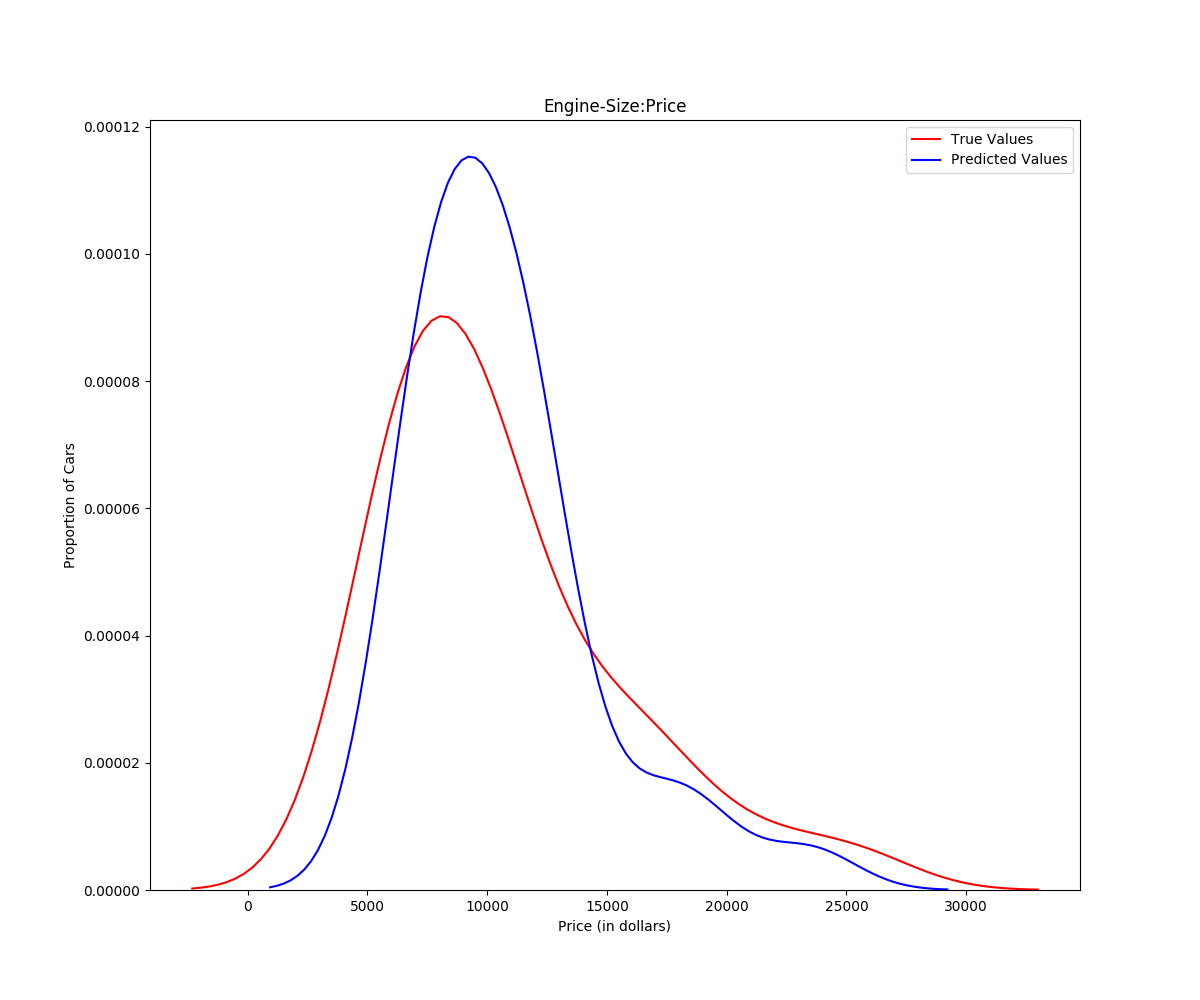 Engine-Size:Price
True Values
Predicted Values
0.00012
0.00010
0.00008
0.00006
0.00004
0.00002
0.00000
Proportion of Cars
0 5000 10000 15000 20000 25000 30000
Price (in dollars)